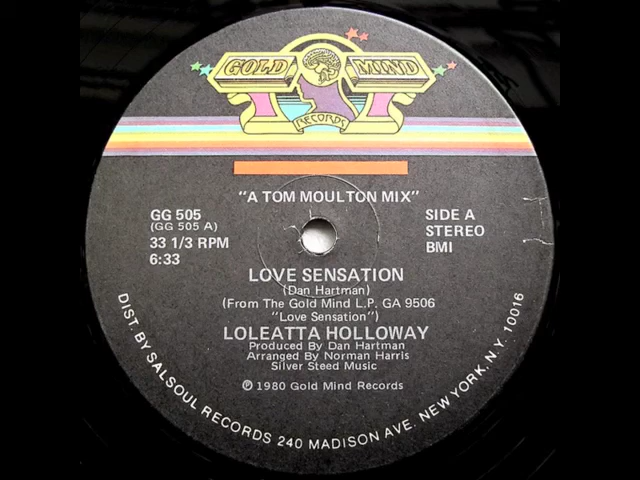 GOLD MIND
RECORDS
"A TOM MOULTON MIX"
GG 505
(GG 505 A)
33 1/3 RPM
6:33
SIDE A
STEREO
BMI
LOVE SENSATION
(Dan Hartman)
(From The Gold Mind L.P. GA 9506
"Love Sensation")
LOLEATTA HOLLOWAY
Produced By Dan Hartman
Arranged By Norman Harris
Silver Steed Music
℗ 1980 Gold Mind Records
DIST. BY SALSOUL RECORDS 240 MADISON AVE. NEW YORK, N.Y. 10016